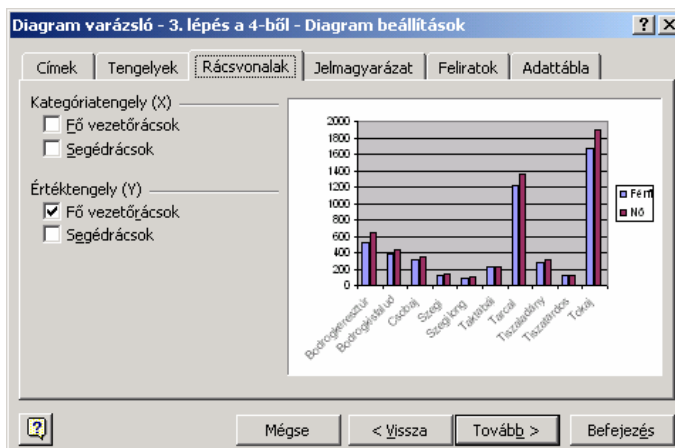 Diagram varázsló - 3. lépés a 4-ből - Diagram beállítások
Címek Tengelyek Rácsvonalak Jelmagyarázat Feliratok Adattábla
Kategóriatengely (X)
Fő vezetőrácsok
Segédrácsok
Értéktengely (Y)
Fő vezetőrácsok
Segédrácsok
2000
1800
1600
1400
1200
1000
800
600
400
200
0
Bodrogkeresztúr
Bodrogkisfalud
Csobaj
Szegi
Szegilong
Taktabáj
Tarcal
Tiszaladány
Tiszatardos
Tokaj
Férfi
Nő
Mégse < Vissza Tovább > Befejezés